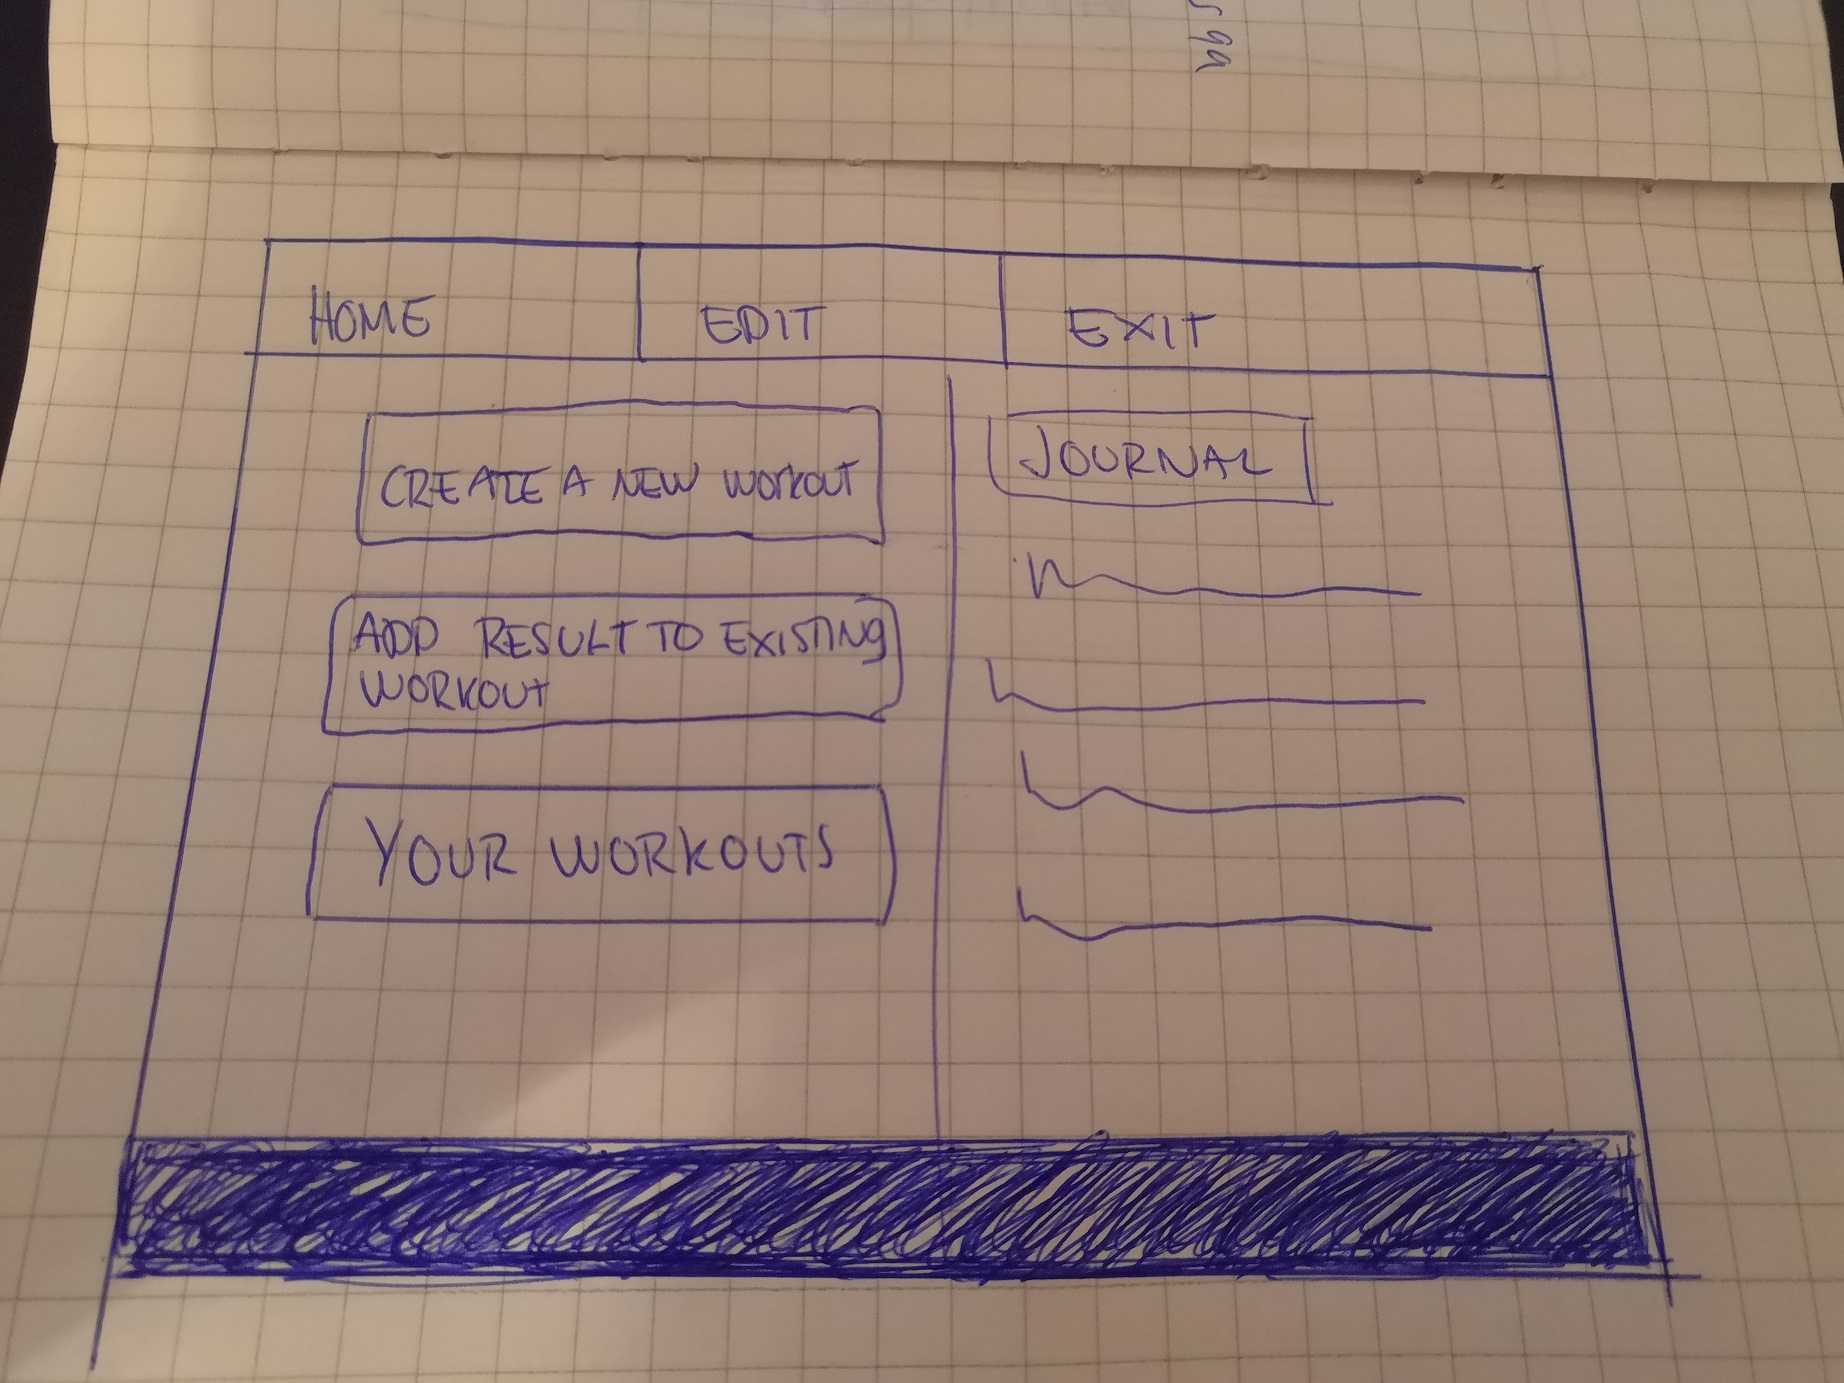 HOME
EDIT
EXIT
CREATE A NEW WORKOUT
ADD RESULT TO EXISTING
WORKOUT
YOUR WORKOUTS
JOURNAL